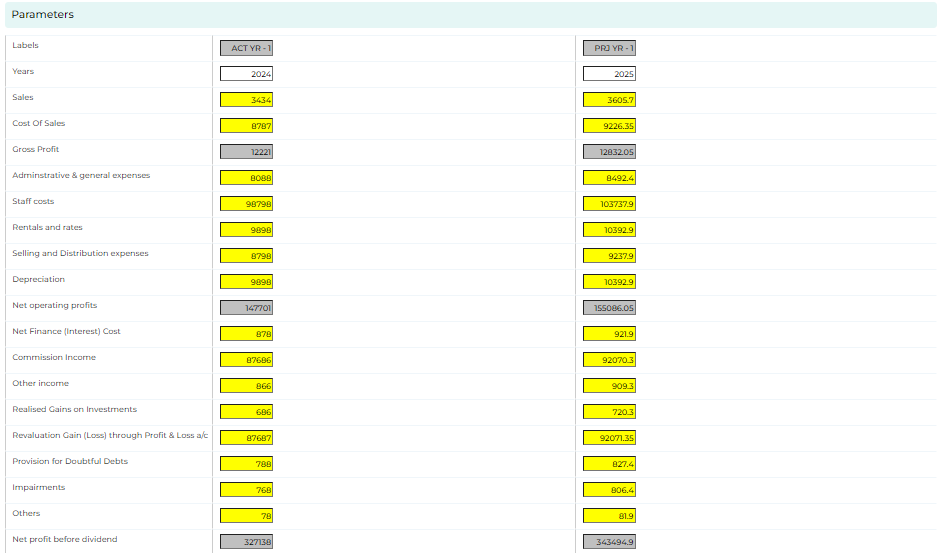 Parameters
Labels ACT YR - 1 PRJ YR - 1
Years 2024 2025
Sales 3434 3605.7
Cost Of Sales 8787 9226.35
Gross Profit 12221 12832.05
Adminstrative & general expenses 8088 8492.4
Staff costs 98798 103737.9
Rentals and rates 9898 10392.9
Selling and Distribution expenses 8798 9237.9
Depreciation 9898 10392.9
Net operating profits 147701 155086.05
Net Finance (Interest) Cost 878 921.9
Commission Income 87686 92070.3
Other income 866 909.3
Realised Gains on Investments 686 720.3
Revaluation Gain (Loss) through Profit & Loss a/c 87687 92071.35
Provision for Doubtful Debts 788 827.4
Impairments 768 806.4
Others 78 81.9
Net profit before dividend 327138 343494.9